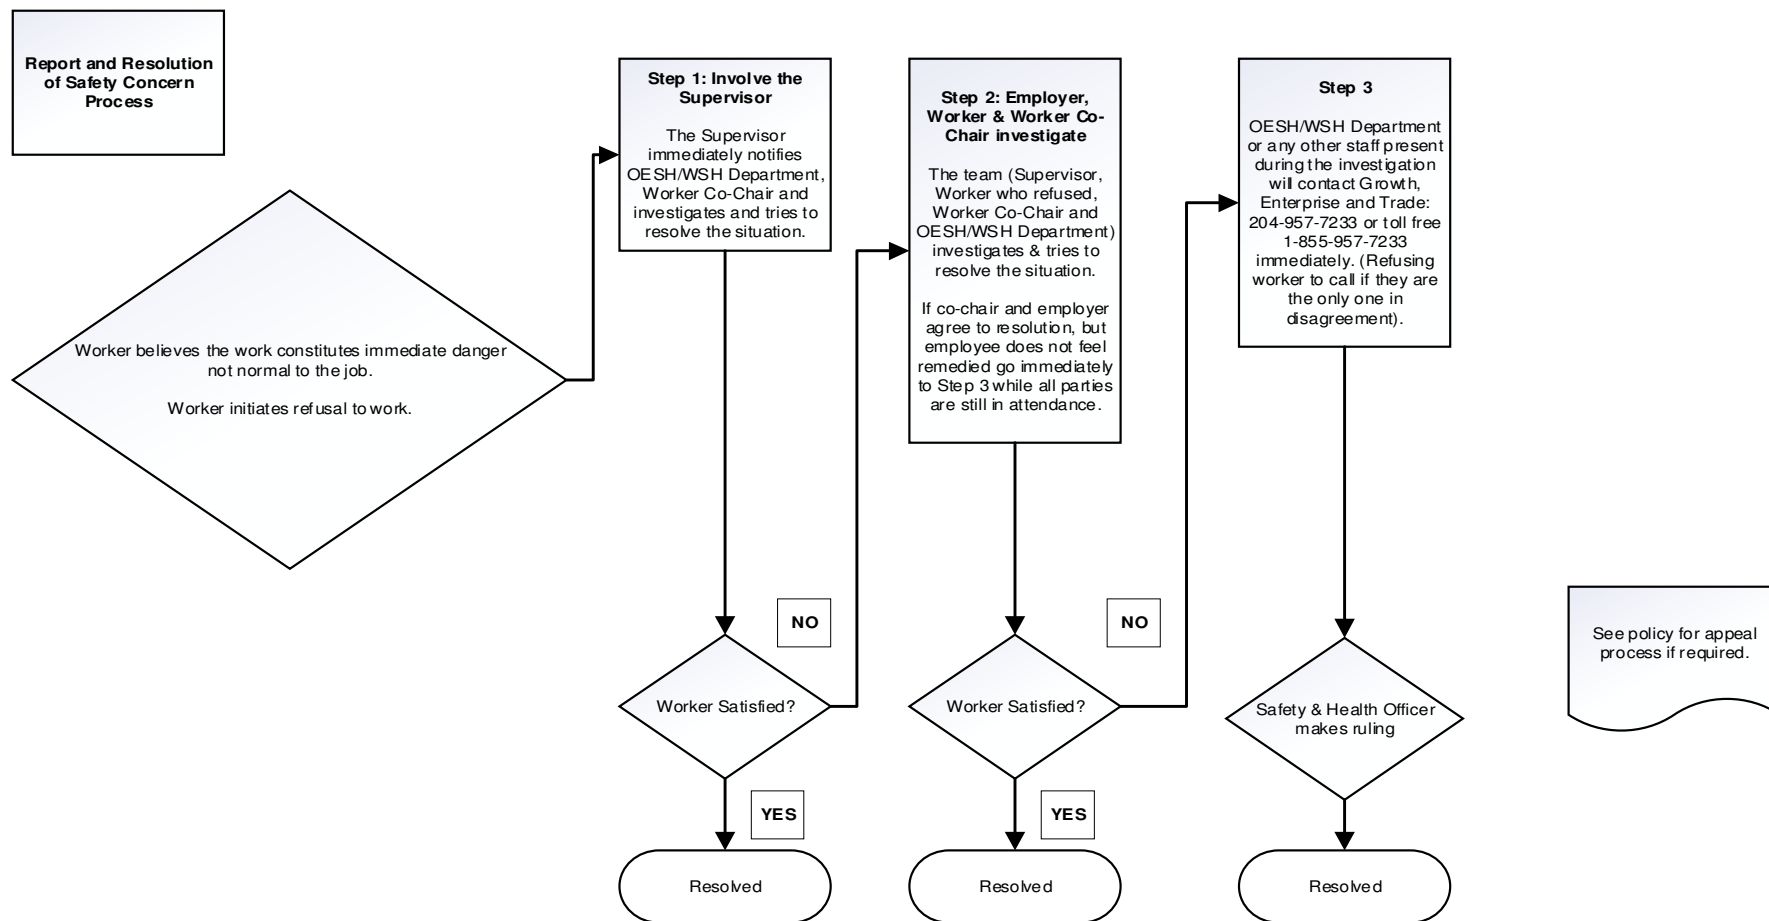 Report and Resolution
of Safety Concern
Process
Worker believes the work constitutes immediate danger
not normal to the job.
Worker initiates refusal to work.
Step 1: Involve the
Supervisor
The Supervisor
immediately notifies
OESH/WSH Department,
Worker Co-Chair and
investigates and tries to
resolve the situation.
NO
Worker Satisfied?
YES
Resolved
Step 2: Employer,
Worker & Worker Co-
Chair investigate
The team (Supervisor,
Worker who refused,
Worker Co-Chair and
OESH/WSH Department)
investigates & tries to
resolve the situation.
If co-chair and employer
agree to resolution, but
employee does not feel
remedied go immediately
to Step 3 while all parties
are still in attendance.
NO
Worker Satisfied?
YES
Resolved
Step 3
OESH/WSH Department
or any other staff present
during the investigation
will contact Growth,
Enterprise and Trade:
204-957-7233 or toll free
1-855-957-7233
immediately. (Refusing
worker to call if they are
the only one in
disagreement).
Safety & Health Officer
makes ruling
Resolved
See policy for appeal
process if required.